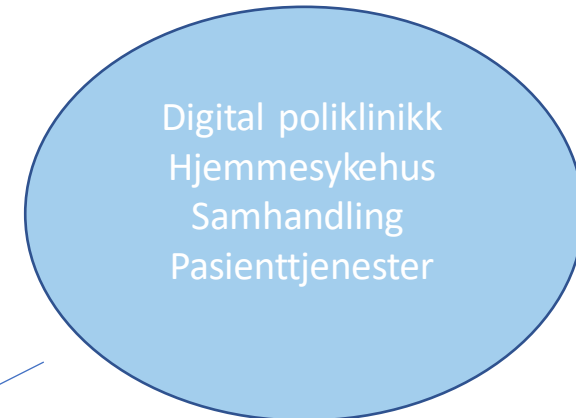 Digital poliklinikk
Hjemmesykehus
Samhandling
Pasienttjenester